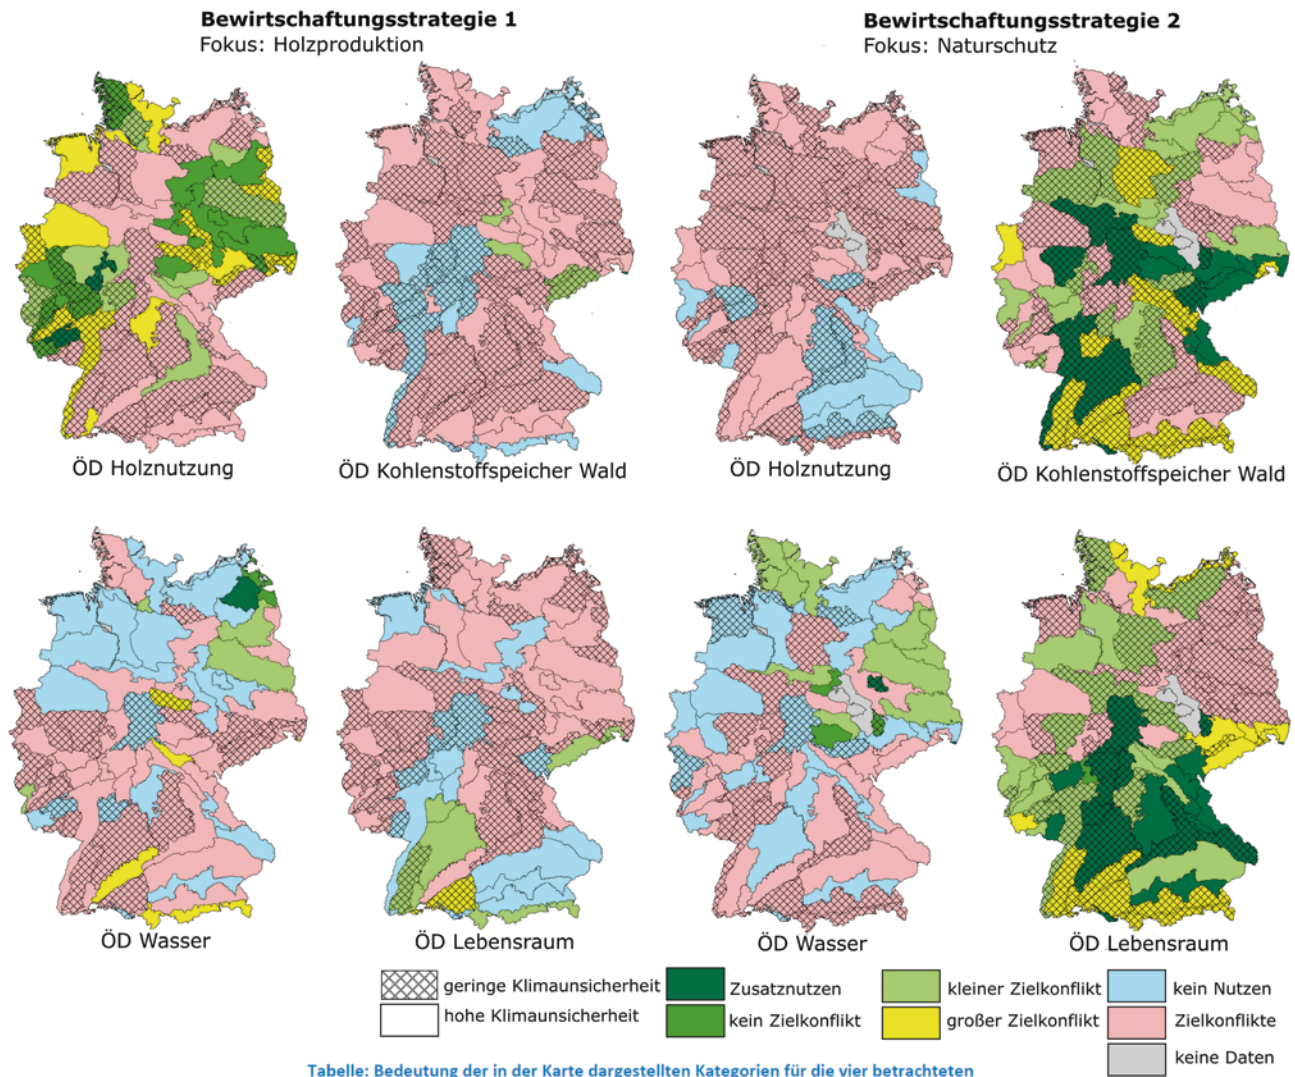 Bewirtschaftungsstrategie 1
Fokus: Holzproduktion
Bewirtschaftungsstrategie 2
Fokus: Naturschutz
ÖD Holznutzung
ÖD Kohlenstoffspeicher Wald
ÖD Holznutzung
ÖD Kohlenstoffspeicher Wald
ÖD Wasser
ÖD Lebensraum
ÖD Wasser
ÖD Lebensraum
geringe Klimaunsicherheit
hohe Klimaunsicherheit
Zusatznutzen
kein Zielkonflikt
kleiner Zielkonflikt
großer Zielkonflikt
kein Nutzen
Zielkonflikte
keine Daten
Tabelle: Bedeutung der in der Karte dargestellten Kategorien für die vier betrachteten